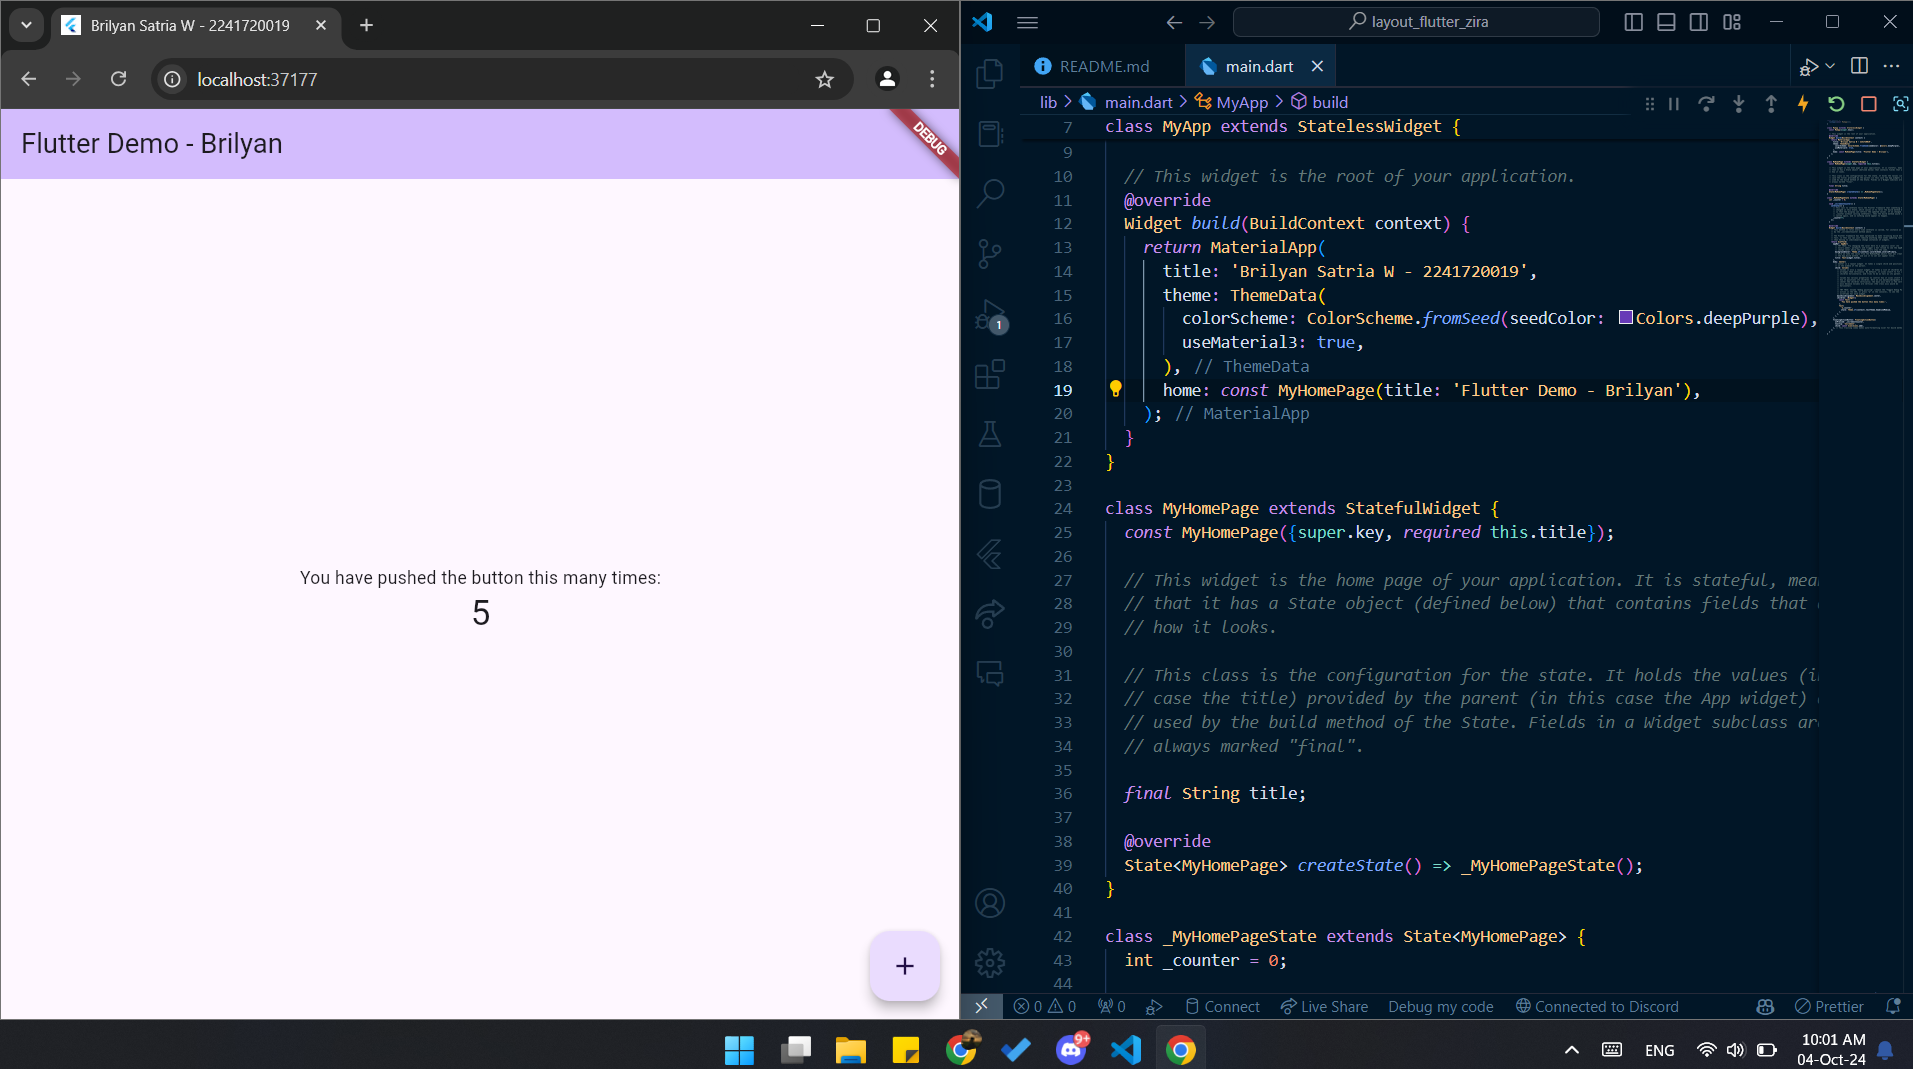 Brilyan Satria W - 2241720019
localhost:37177
Flutter Demo - Brilyan
DEBUG
You have pushed the button this many times:
5
+
layout_flutter_zira
README.md
main.dart
lib > main.dart > MyApp > build
7 class MyApp extends StatelessWidget {
9
10 // This widget is the root of your application.
11 @override
12 Widget build(BuildContext context) {
13 return MaterialApp(
14 title: 'Brilyan Satria W - 2241720019',
15 theme: ThemeData(
16 colorScheme: ColorScheme.fromSeed(seedColor: Colors.deepPurple),
17 useMaterial3: true,
18 ), // ThemeData
19 home: const MyHomePage(title: 'Flutter Demo - Brilyan'),
20 ); // MaterialApp
21 }
22 }
23
24 class MyHomePage extends StatefulWidget {
25 const MyHomePage({super.key, required this.title});
26
27 // This widget is the home page of your application. It is stateful, mea
28 // that it has a State object (defined below) that contains fields that
29 // how it looks.
30
31 // This class is the configuration for the state. It holds the values (i
32 // case the title) provided by the parent (in this case the App widget)
33 // used by the build method of the State. Fields in a Widget subclass ar
34 // always marked "final".
35
36 final String title;
37
38 @override
39 State<MyHomePage> createState() => _MyHomePageState();
40 }
41
42 class _MyHomePageState extends State<MyHomePage> {
43 int _counter = 0;
44
1
0 0 0 Connect Live Share Debug my code Connected to Discord Prettier
9+
ENG
10:01 AM
04-Oct-24